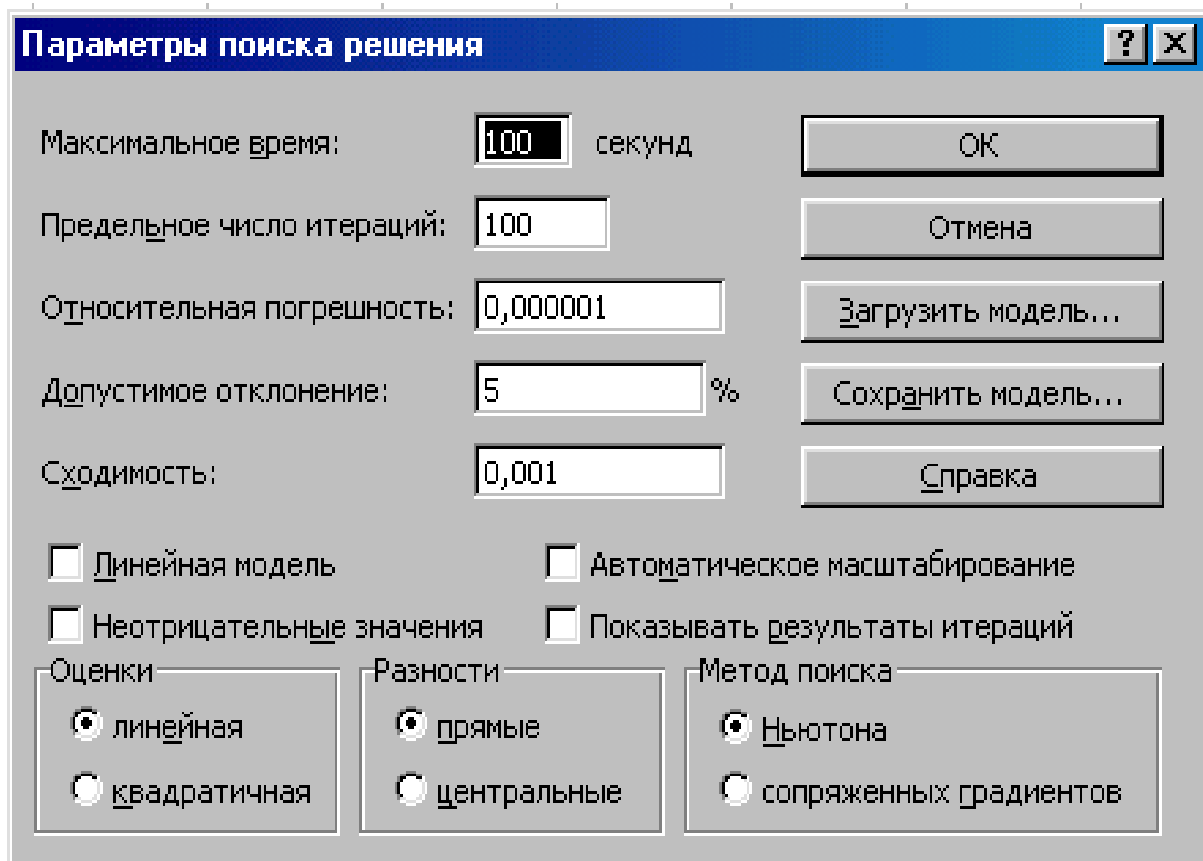 Параметры поиска решения
Максимальное время: 100 секунд
OK
Предельное число итераций: 100
Отмена
Относительная погрешность: 0,000001
Загрузить модель...
Допустимое отклонение: 5 %
Сохранить модель...
Сходимость: 0,001
Справка
Линейная модель
Автоматическое масштабирование
Неотрицательные значения
Показывать результаты итераций
Оценки
линейная
квадратичная
Разности
прямые
центральные
Метод поиска
Ньютона
сопряженных градиентов